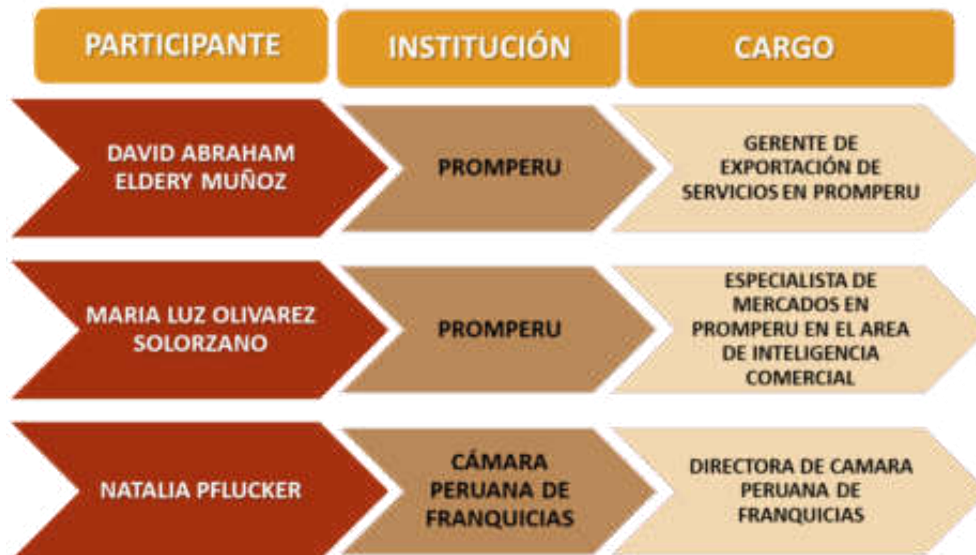 PARTICIPANTE
INSTITUCIÓN
CARGO
DAVID ABRAHAM
ELDERY MUÑOZ
PROMPERU
GERENTE DE
EXPORTACIÓN DE
SERVICIOS EN PROMPERU
MARIA LUZ OLIVAREZ
SOLORZANO
PROMPERU
ESPECIALISTA DE
MERCADOS EN
PROMPERU EN EL AREA
DE INTELIGENCIA
COMERCIAL
NATALIA PFLUCKER
CÁMARA
PERUANA DE
FRANQUICIAS
DIRECTORA DE CAMARA
PERUANA DE
FRANQUICIAS